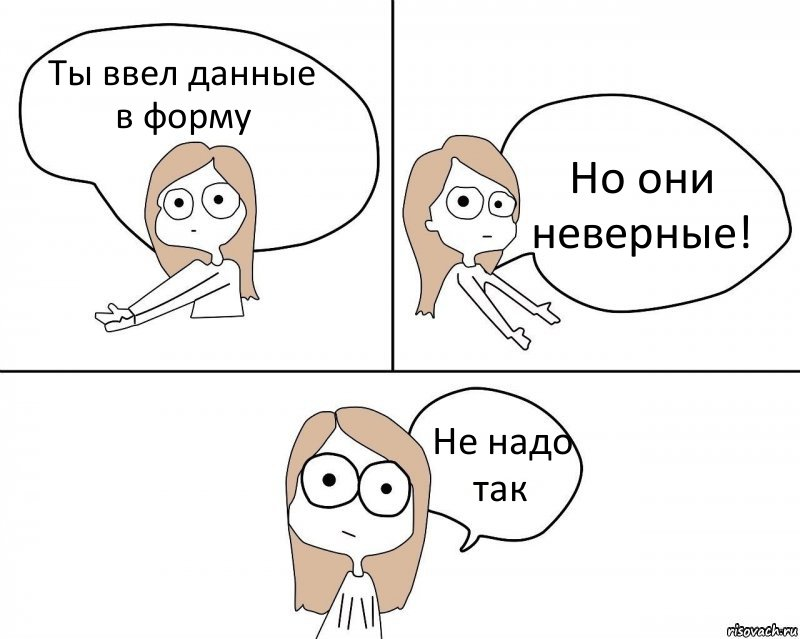 Ты ввел данные
в форму
Но они
неверные!
Не надо
так
risovach.ru